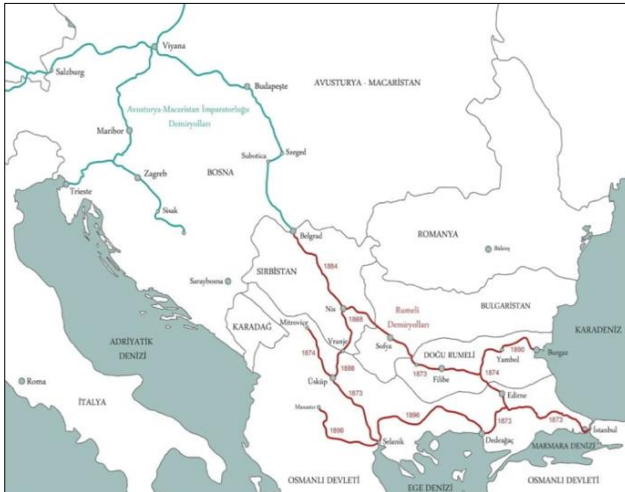 Viyana
Salzburg
Budapeşte
AVUSTURYA - MACARİSTAN
Avusturya-Macaristan İmparatorluğu
Demiryolları
Maribor
Szeged
Subotica
BOSNA
Zagreb
Trieste
Sisak
Belgrad
ROMANYA
Bükreş
SIRBİSTAN
Saraybosna
1884
Rumeli
Demiryolları
BULGARİSTAN
KARADENİZ
Niş
Mitroviçe
1888
KARADAĞ
ADRİYATİK
DENİZİ
Vranje
Sofya
DOĞU RUMELİ
1890
Yambol
Burgaz
1874
1888
1873
Filibe
1874
Üsküp
Roma
1873
Edirne
İTALYA
Manastır
1896
1896
Selanik
1873
1873
İstanbul
Dedeağaç
MARMARA DENİZİ
OSMANLI DEVLETİ
EGE DENİZİ
OSMANLI DEVLETİ